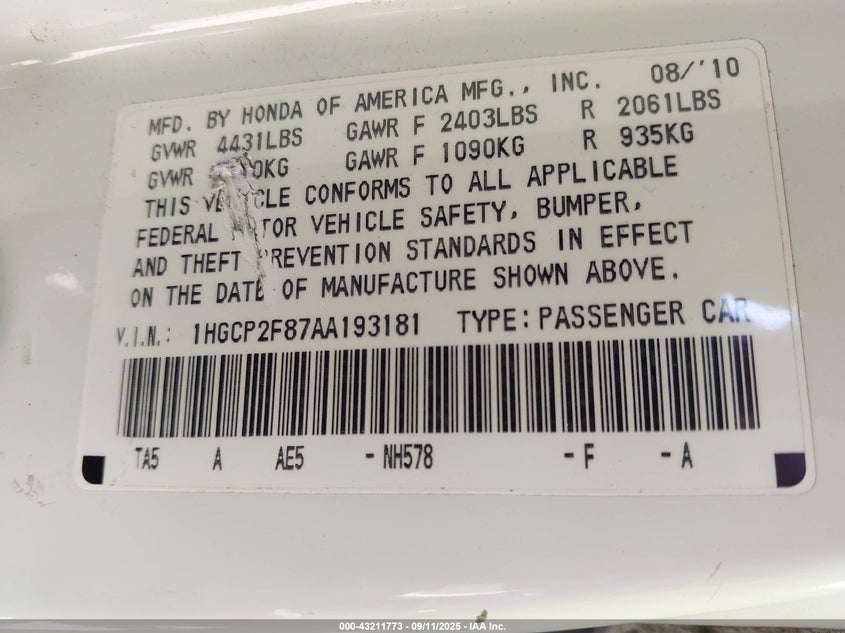 MFD. BY HONDA OF AMERICA MFG., INC. 08/'10
GVWR 4431LBS GAWR F 2403LBS R 2061LBS
GVWR GAWR F 1090KG R 935KG
THIS CONFORMS TO ALL APPLICABLE
FEDERAL VEHICLE SAFETY, BUMPER,
AND THEFT PREVENTION STANDARDS IN EFFECT
ON THE DATE OF MANUFACTURE SHOWN ABOVE.
V.I.N.: 1HGCP2F87AA193181 TYPE: PASSENGER CAR
TA5 A AE5 - NH578 - F - A
000-43211773 - 09/11/2025 - IAA Inc.